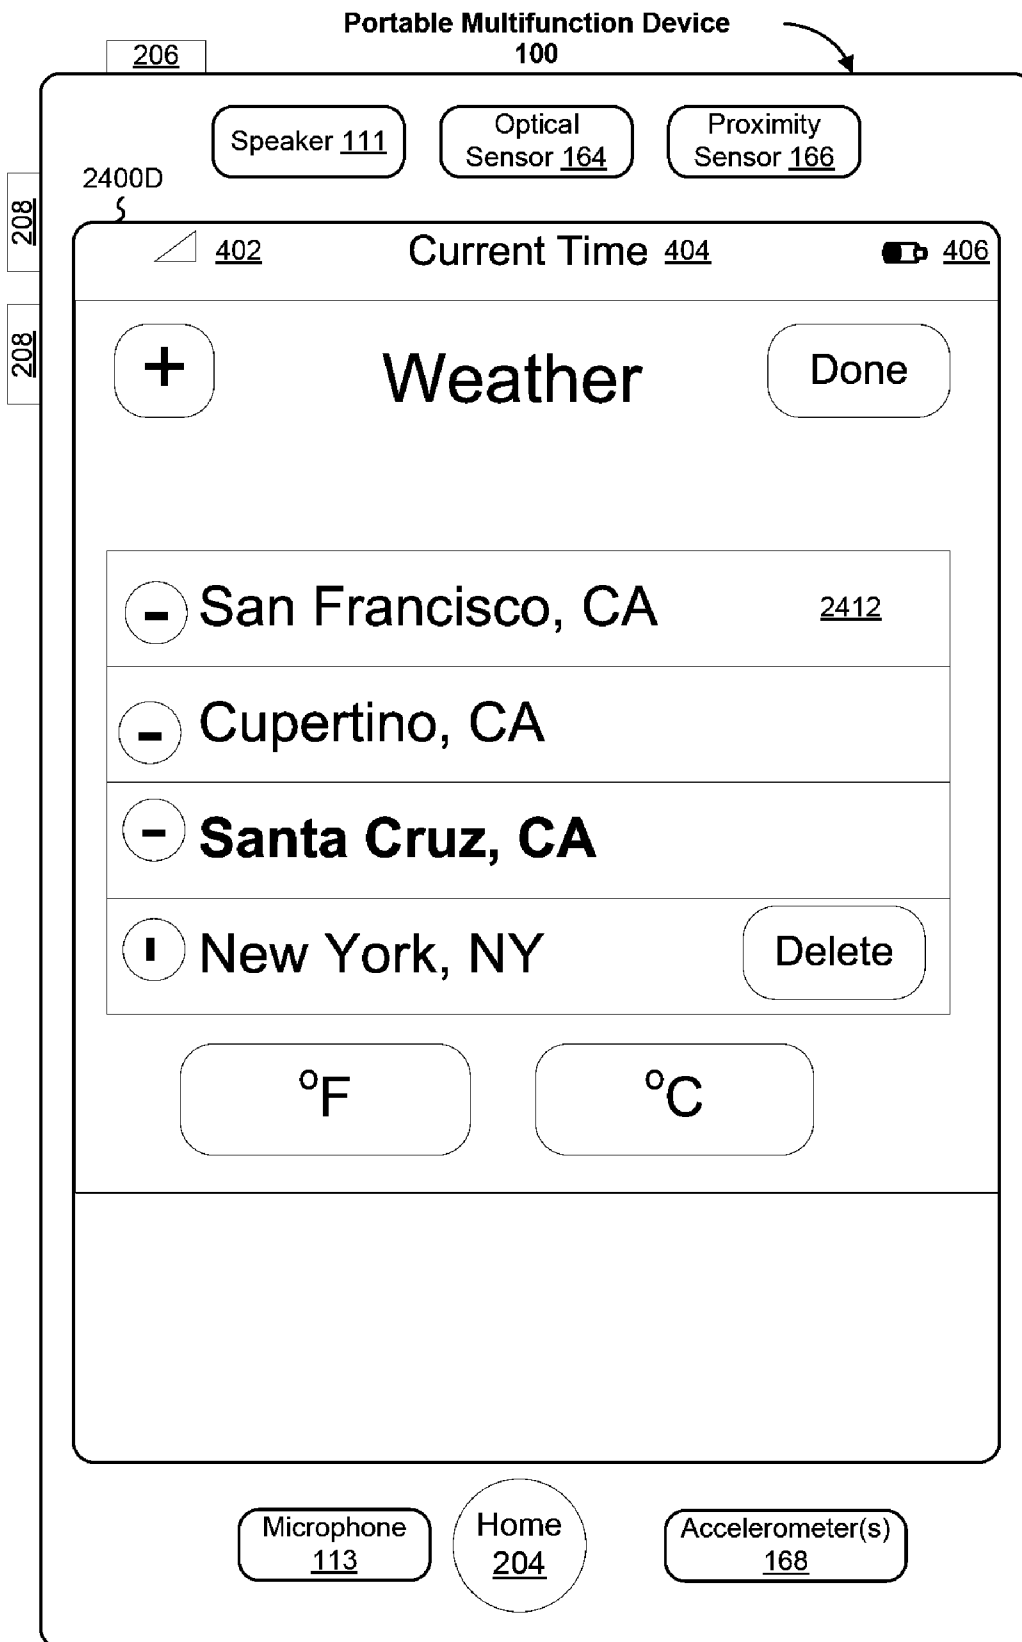 Portable Multifunction Device
100
206
Speaker 111
Optical
Sensor 164
Proximity
Sensor 166
2400D
208
208
402
Current Time 404
406
+
Weather
Done
- San Francisco, CA
2412
- Cupertino, CA
- Santa Cruz, CA
New York, NY
Delete
°F
°C
Microphone
113
Home
204
Accelerometer(s)
168